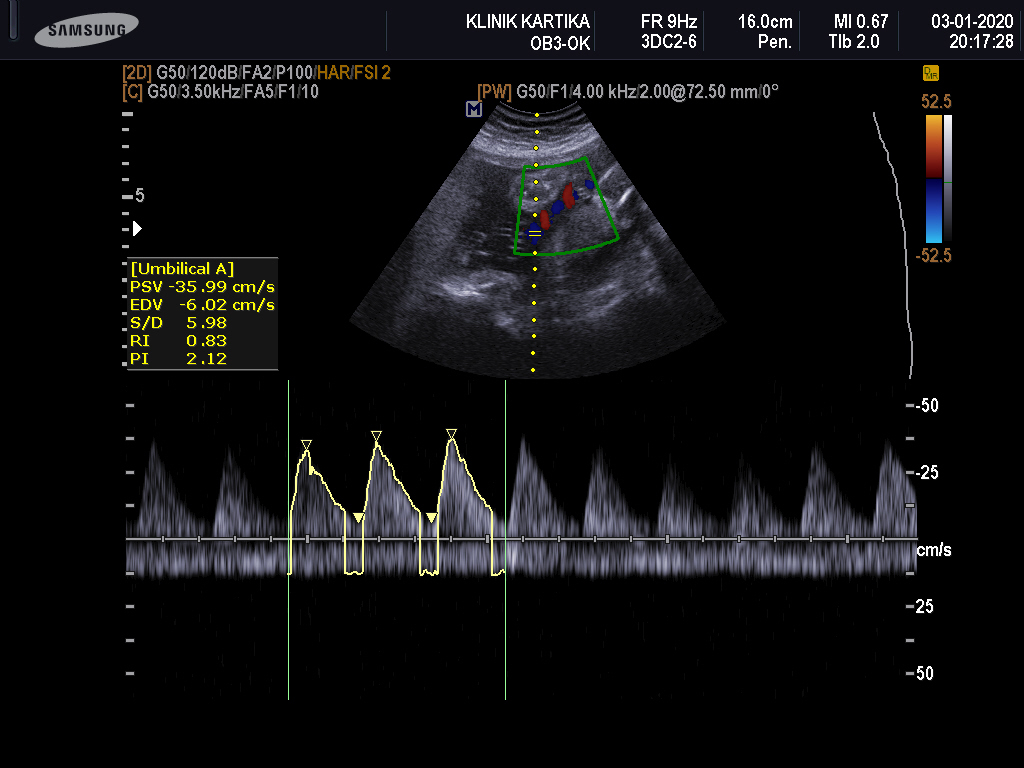 SAMSUNG
KLINIK KARTIKA
OB3-OK
FR 9Hz
3DC2-6
16.0cm
Pen.
MI 0.67
TIb 2.0
03-01-2020
20:17:28
[2D] G50/120dB/FA2/P100/HAR/FSI 2
[C] G50/3.50kHz/FA5/F1/10
[PW] G50/F1/4.00 kHz/2.00@72.50 mm/0°
M
52.5
-52.5
5
[Umbilical A]
PSV -35.99 cm/s
EDV -6.02 cm/s
S/D 5.98
RI 0.83
PI 2.12
-50
-25
cm/s
25
50